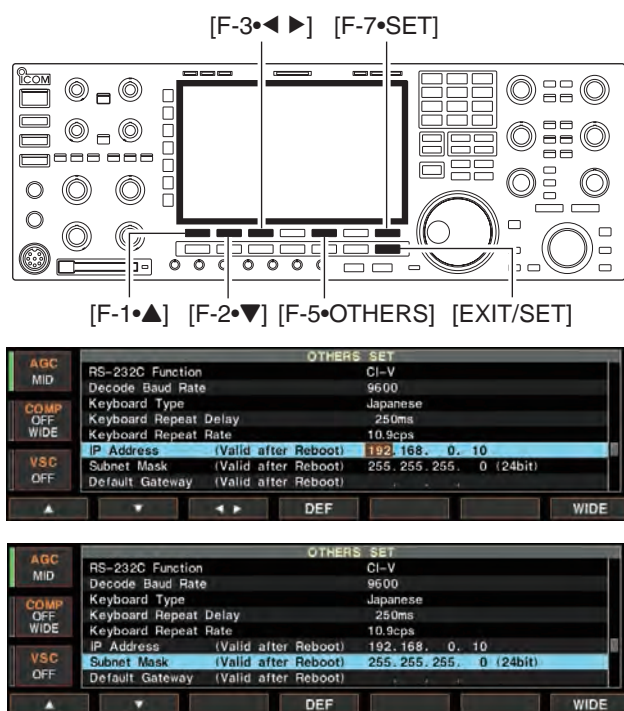 [F-3•◀ ▶] [F-7•SET]
ICOM
[F-1•▲] [F-2•▼] [F-5•OTHERS] [EXIT/SET]
OTHERS SET
AGC
MID
COMP
OFF
WIDE
VSC
OFF
RS-232C Function CI-V
Decode Baud Rate 9600
Keyboard Type Japanese
Keyboard Repeat Delay 250ms
Keyboard Repeat Rate 10.9cps
IP Address (Valid after Reboot) 192.168. 0. 10
Subnet Mask (Valid after Reboot) 255.255.255. 0 (24bit)
Default Gateway (Valid after Reboot) . . .
▲ ▼ ◀ ▶ DEF WIDE
OTHERS SET
AGC
MID
COMP
OFF
WIDE
VSC
OFF
RS-232C Function CI-V
Decode Baud Rate 9600
Keyboard Type Japanese
Keyboard Repeat Delay 250ms
Keyboard Repeat Rate 10.9cps
IP Address (Valid after Reboot) 192.168. 0. 10
Subnet Mask (Valid after Reboot) 255.255.255. 0 (24bit)
Default Gateway (Valid after Reboot) . . .
▲ ▼ DEF WIDE